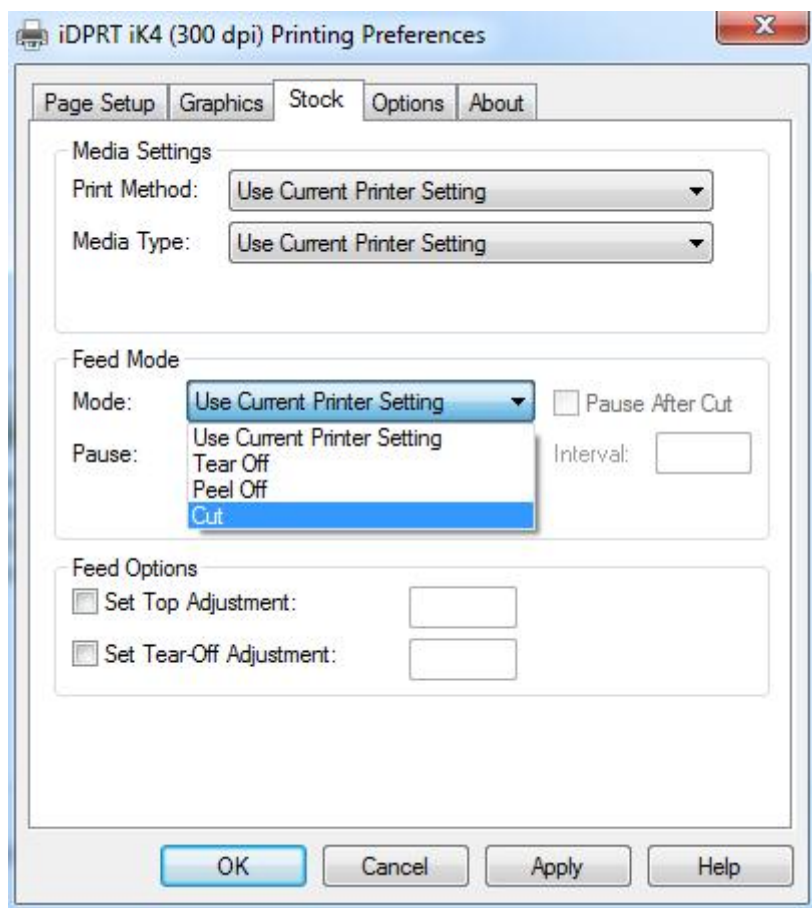 iDPRT iK4 (300 dpi) Printing Preferences
Page Setup Graphics Stock Options About
Media Settings
Print Method: Use Current Printer Setting
Media Type: Use Current Printer Setting
Feed Mode
Mode: Use Current Printer Setting Pause After Cut
Use Current Printer Setting
Pause: Tear Off Interval:
Peel Off
Cut
Feed Options
Set Top Adjustment:
Set Tear-Off Adjustment:
OK Cancel Apply Help